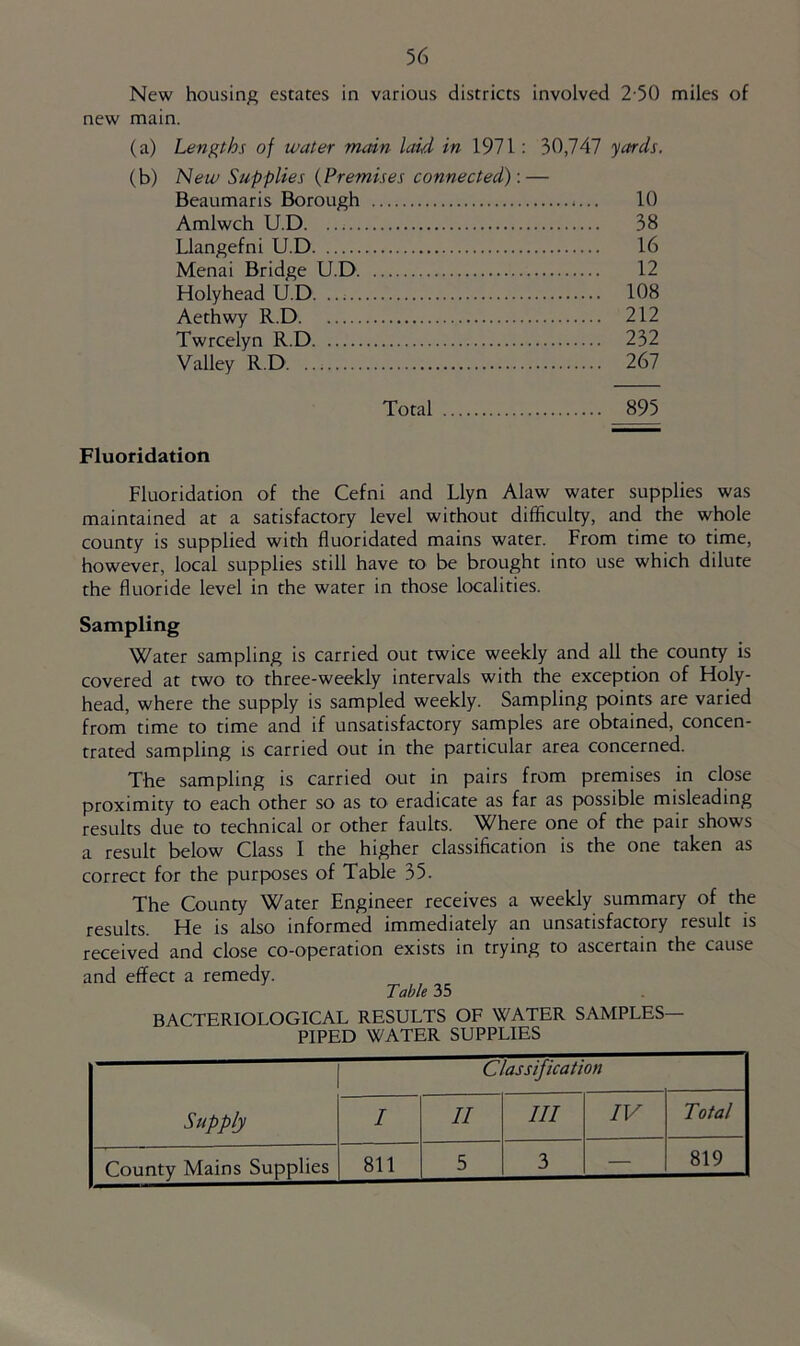 56
New housing estates in various districts involved 2·50 miles of
new main.
(a) Lengths of water main laid in 1971: 30,747 yards.
(b) New Supplies (Premises connected):—
Beaumaris Borough .......... 10
Amlwch U.D. .......... 38
Llangefni U.D. .......... 16
Menai Bridge U.D. .......... 12
Holyhead U.D. .......... 108
Aethwy R.D. .......... 212
Twrcelyn R.D. .......... 232
Valley R.D. .......... 267
Total .......... 895
Fluoridation
Fluoridation of the Cefni and Llyn Alaw water supplies was
maintained at a satisfactory level without difficulty, and the whole
county is supplied with fluoridated mains water. From time to time,
however, local supplies still have to be brought into use which dilute
the fluoride level in the water in those localities.
Sampling
Water sampling is carried out twice weekly and all the county is
covered at two to three-weekly intervals with the exception of Holy-
head, where the supply is sampled weekly. Sampling points are varied
from time to time and if unsatisfactory samples are obtained, concen-
trated sampling is carried out in the particular area concerned.
The sampling is carried out in pairs from premises in close
proximity to each other so as to eradicate as far as possible misleading
results due to technical or other faults. Where one of the pair shows
a result below Class I the higher classification is the one taken as
correct for the purposes of Table 35.
The County Water Engineer receives a weekly summary of the
results. He is also informed immediately an unsatisfactory result is
received and close co-operation exists in trying to ascertain the cause
and effect a remedy.
Table 35
BACTERIOLOGICAL RESULTS OF WATER SAMPLES—
PIPED WATER SUPPLIES
Classification
Supply I II III IV Total
County Mains Supplies 811 5 3 — 819